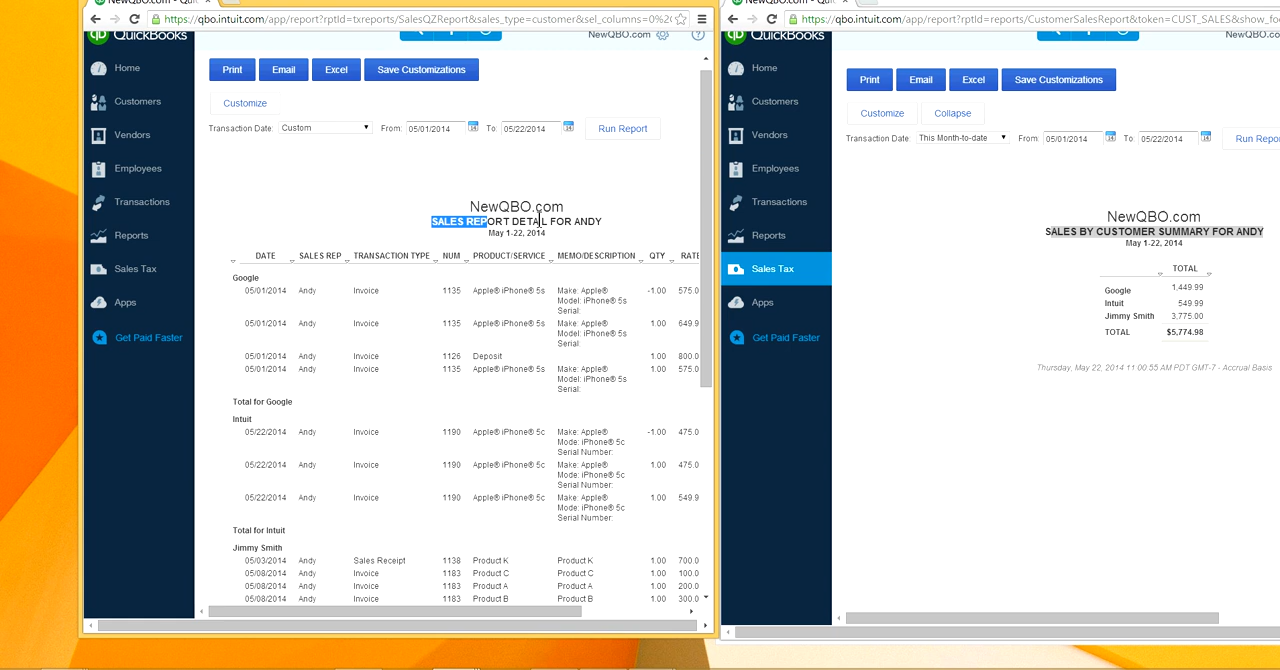 NewQBO.com - Qu
https://qbo.intuit.com/app/report?rptId=txreports/SalesQZReport&sales_type=customer&sel_columns=0%2
QuickBooks
NewQBO.com
Home
Customers
Vendors
Employees
Transactions
Reports
Sales Tax
Apps
Get Paid Faster
Print Email Excel Save Customizations
Customize
Transaction Date: Custom From: 05/01/2014 To: 05/22/2014 Run Report
NewQBO.com
SALES REPORT DETAIL FOR ANDY
May 1-22, 2014
DATE SALES REP TRANSACTION TYPE NUM PRODUCT/SERVICE MEMO/DESCRIPTION QTY RATE
Google
05/01/2014 Andy Invoice 1135 Apple® iPhone® 5s Make: Apple® -1.00 575.0
Model: iPhone® 5s
Serial:
05/01/2014 Andy Invoice 1135 Apple® iPhone® 5s Make: Apple® 1.00 649.9
Model: iPhone® 5s
Serial:
05/01/2014 Andy Invoice 1126 Deposit 1.00 800.0
05/01/2014 Andy Invoice 1135 Apple® iPhone® 5s Make: Apple® 1.00 575.0
Model: iPhone® 5s
Serial:
Total for Google
Intuit
05/22/2014 Andy Invoice 1190 Apple® iPhone® 5c Make: Apple® -1.00 475.0
Mode: iPhone® 5c
Serial Number:
05/22/2014 Andy Invoice 1190 Apple® iPhone® 5c Make: Apple® 1.00 475.0
Mode: iPhone® 5c
Serial Number:
05/22/2014 Andy Invoice 1190 Apple® iPhone® 5c Make: Apple® 1.00 549.9
Mode: iPhone® 5c
Serial Number:
Total for Intuit
Jimmy Smith
05/03/2014 Andy Sales Receipt 1138 Product K Product K 1.00 700.0
05/08/2014 Andy Invoice 1183 Product C Product C 1.00 100.0
05/08/2014 Andy Invoice 1183 Product A Product A 1.00 200.0
05/08/2014 Andy Invoice 1183 Product B Product B 1.00 300.0
NewQBO.com - Qu
https://qbo.intuit.com/app/report?rptId=reports/CustomerSalesReport&token=CUST_SALES&show_fo
QuickBooks
NewQBO.c
Home
Customers
Vendors
Employees
Transactions
Reports
Sales Tax
Apps
Get Paid Faster
Print Email Excel Save Customizations
Customize Collapse
Transaction Date: This Month-to-date From: 05/01/2014 To: 05/22/2014 Run Repo
NewQBO.com
SALES BY CUSTOMER SUMMARY FOR ANDY
May 1-22, 2014
TOTAL
Google 1,449.99
Intuit 549.99
Jimmy Smith 3,775.00
TOTAL $5,774.98
Thursday, May 22, 2014 11:00:55 AM PDT GMT-7 - Accrual Basis